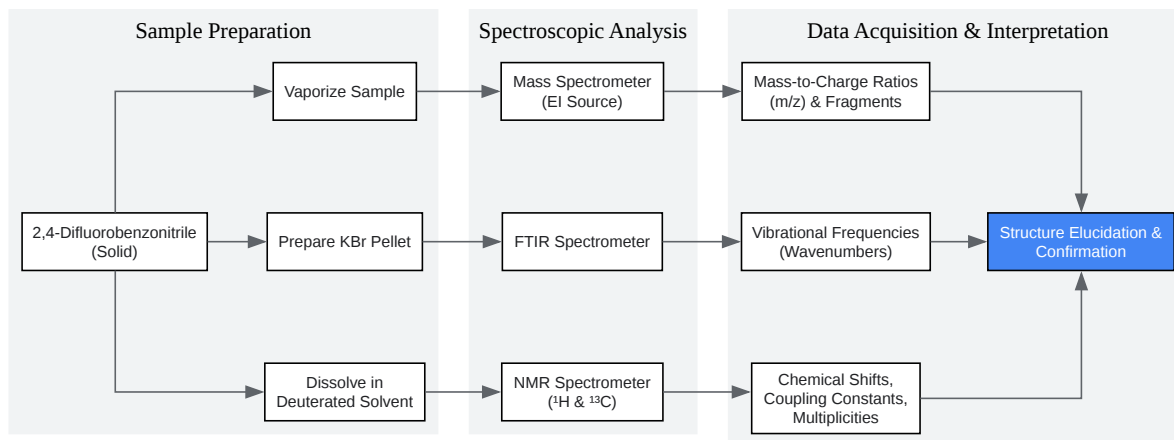 Sample Preparation
Spectroscopic Analysis
Data Acquisition & Interpretation
Vaporize Sample
Mass Spectrometer
(EI Source)
Mass-to-Charge Ratios
(m/z) & Fragments
2,4-Difluorobenzonitrile
(Solid)
Prepare KBr Pellet
FTIR Spectrometer
Vibrational Frequencies
(Wavenumbers)
Structure Elucidation &
Confirmation
Dissolve in
Deuterated Solvent
NMR Spectrometer
(¹H & ¹³C)
Chemical Shifts,
Coupling Constants,
Multiplicities